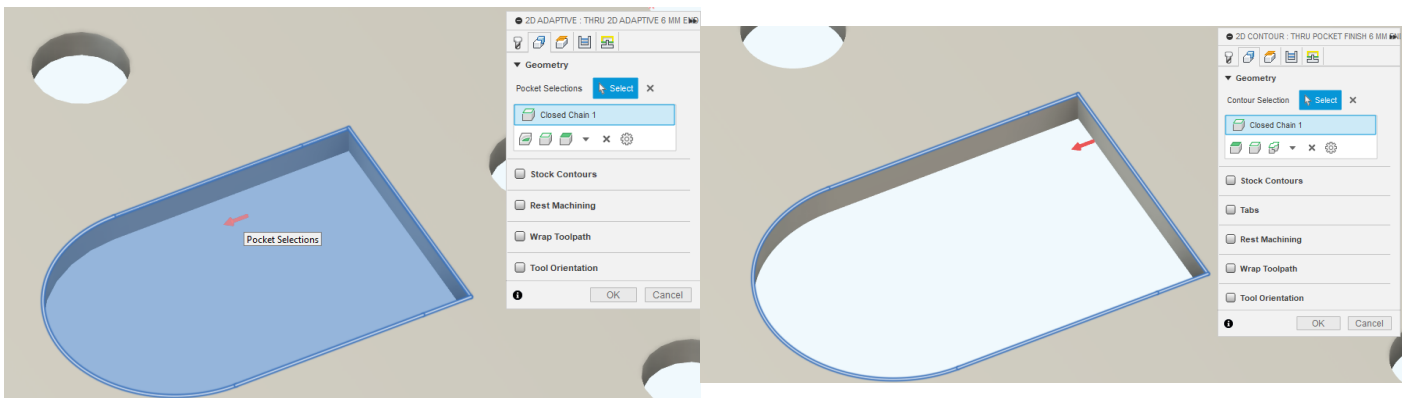 2D ADAPTIVE : THRU 2D ADAPTIVE 6 MM END
Geometry
Pocket Selections Select
Closed Chain 1
Stock Contours
Rest Machining
Wrap Toolpath
Tool Orientation
OK Cancel
Pocket Selections
2D CONTOUR : THRU POCKET FINISH 6 MM
Geometry
Contour Selection Select
Closed Chain 1
Stock Contours
Tabs
Rest Machining
Wrap Toolpath
Tool Orientation
OK Cancel